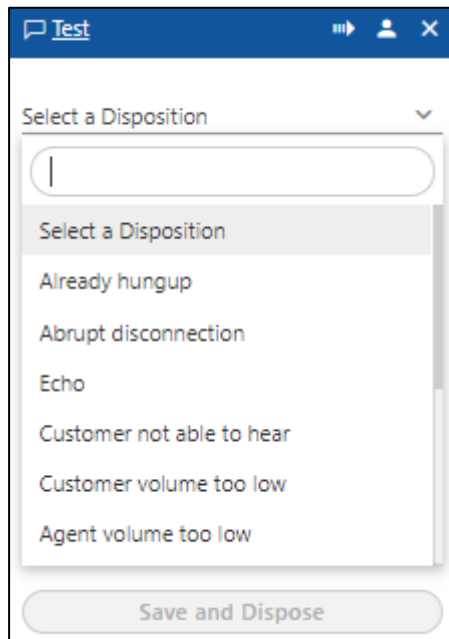 Test
Select a Disposition
Select a Disposition
Already hungup
Abrupt disconnection
Echo
Customer not able to hear
Customer volume too low
Agent volume too low
Save and Dispose